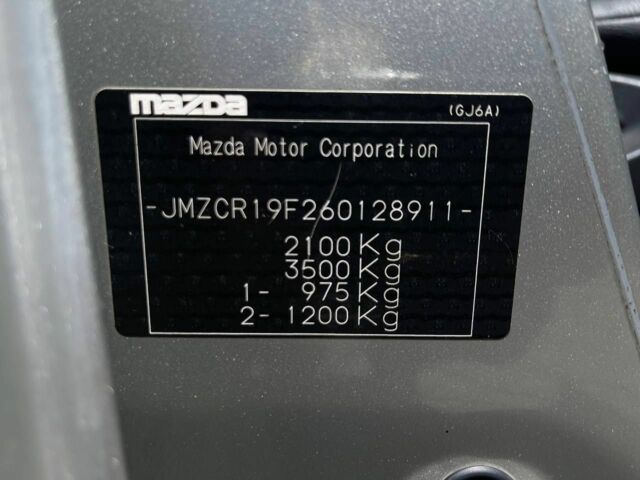 mazda (GJ6A)
Mazda Motor Corporation
-JMZCR19F260128911-
2100Kg
3500Kg
1- 975Kg
2- 1200Kg